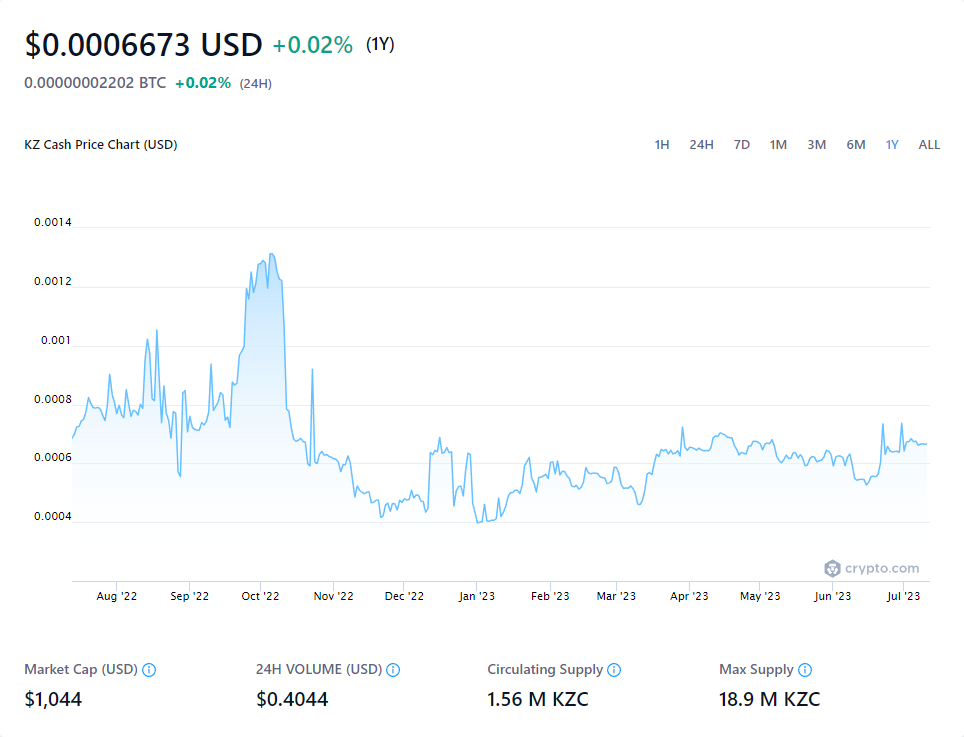 $0.0006673 USD +0.02% (1Y)
0.00000002202 BTC +0.02% (24H)
KZ Cash Price Chart (USD) 1H 24H 7D 1M 3M 6M 1Y ALL
0.0014
0.0012
0.001
0.0008
0.0006
0.0004
crypto.com
Aug '22 Sep '22 Oct '22 Nov '22 Dec '22 Jan '23 Feb '23 Mar '23 Apr '23 May '23 Jun '23 Jul '23
Market Cap (USD) 24H VOLUME (USD) Circulating Supply Max Supply
$1,044 $0.4044 1.56 M KZC 18.9 M KZC